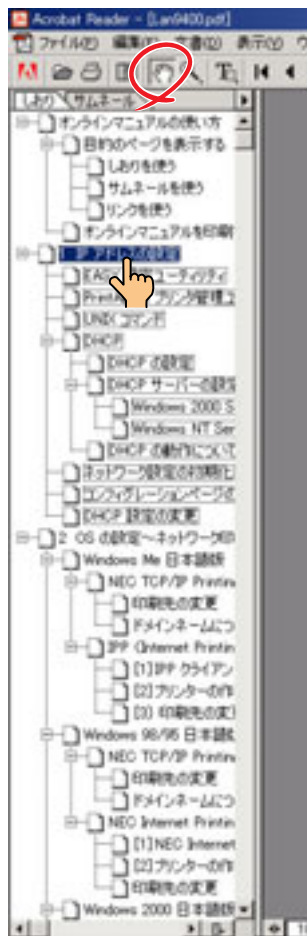 Acrobat Reader - [Lan9400.pdf]
ファイル(F) 編集(E) 文書(D) 表示(V) ウ
しおり サムネール
オンラインマニュアルの使い方
目的のページを表示する
しおりを使う
サムネールを使う
リンクを使う
オンラインマニュアルを印刷
1 IP アドレスの設定
ユーティリティ
プリンタ管理
UNIX コマンド
DHCP
DHCP の設定
DHCP サーバーの設定
Windows 2000 S
Windows NT Ser
DHCP の動作について
ネットワーク設定の初期化
コンフィグレーションページの
DHCP 設定の変更
2 OS の設定~ネットワーク印
Windows Me 日本語版
NEC TCP/IP Printin
印刷先の変更
ドメインネームにつ
IPP (Internet Printin
[1] IPP クライアン
[2] プリンターの作
[3] 印刷先の変
Windows 98/95 日本語
NEC TCP/IP Printin
印刷先の変更
ドメインネームにつ
NEC Internet Printin
[1] NEC Internet
[2] プリンターの作
印刷先の変更
Windows 2000 日本語版